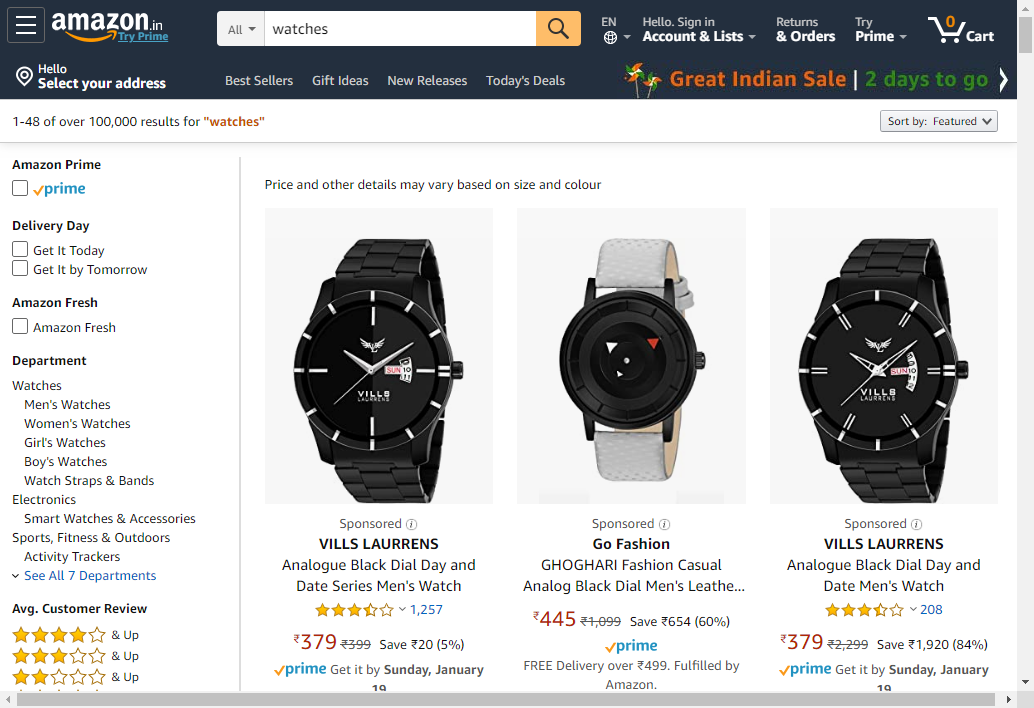 amazon.in
Try Prime
All
watches
EN
Hello. Sign in
Account & Lists
Returns
& Orders
Try
Prime
0
Cart
Hello
Select your address
Best Sellers
Gift Ideas
New Releases
Today's Deals
Great Indian Sale | 2 days to go
1-48 of over 100,000 results for "watches"
Sort by: Featured
Amazon Prime
prime
Delivery Day
Get It Today
Get It by Tomorrow
Amazon Fresh
Amazon Fresh
Department
Watches
Men's Watches
Women's Watches
Girl's Watches
Boy's Watches
Watch Straps & Bands
Electronics
Smart Watches & Accessories
Sports, Fitness & Outdoors
Activity Trackers
See All 7 Departments
Avg. Customer Review
& Up
& Up
& Up
Price and other details may vary based on size and colour
SUN 10
VILLS
LAURRENS
Sponsored
VILLS LAURRENS
Analogue Black Dial Day and
Date Series Men's Watch
1,257
₹379 ₹399 Save ₹20 (5%)
prime Get it by Sunday, January
19
Sponsored
Go Fashion
GHOGHARI Fashion Casual
Analog Black Dial Men's Leathe...
₹445 ₹1,099 Save ₹654 (60%)
prime
FREE Delivery over ₹499. Fulfilled by
Amazon.
SUN 10
VILLS
LAURRENS
Sponsored
VILLS LAURRENS
Analogue Black Dial Day and
Date Men's Watch
208
₹379 ₹2,299 Save ₹1,920 (84%)
prime Get it by Sunday, January
19